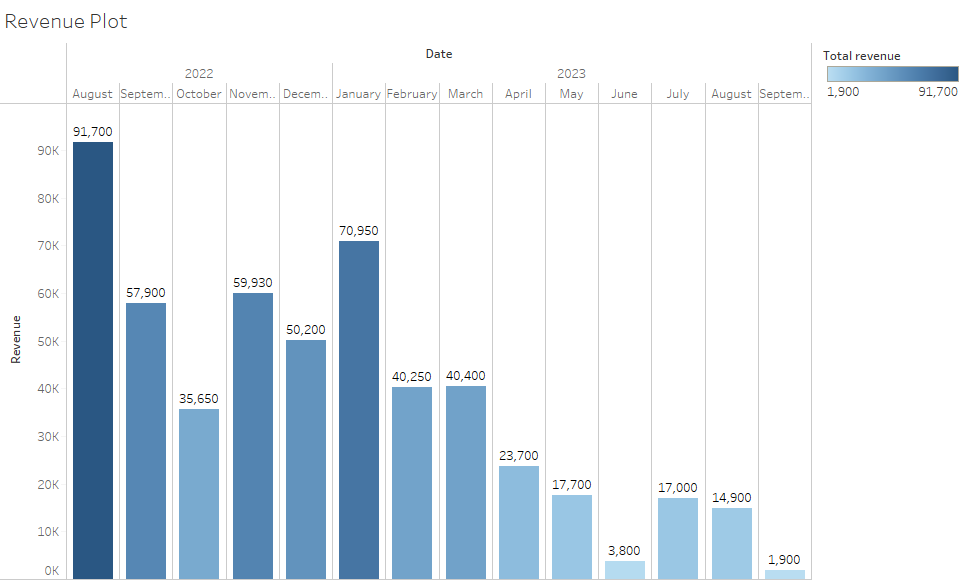 Revenue Plot
Date
Total revenue
1,900 91,700
2022 2023
August Septem.. October Novem.. Decem.. January February March April May June July August Septem..
91,700
90K
80K
70K
60K
50K
40K
30K
20K
10K
0K
Revenue
57,900
35,650
59,930
50,200
70,950
40,250
40,400
23,700
17,700
3,800
17,000
14,900
1,900